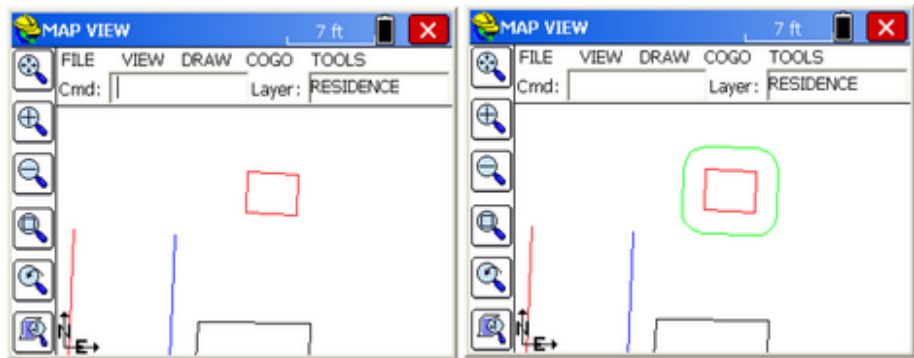 MAP VIEW 7 ft
FILE VIEW DRAW COGO TOOLS
Cmd: Layer: RESIDENCE
N
E
MAP VIEW 7 ft
FILE VIEW DRAW COGO TOOLS
Cmd: Layer: RESIDENCE
N
E